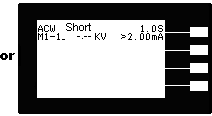 ACW Short 1.0S
M1-1_ -.-- KV >2.00mA
or